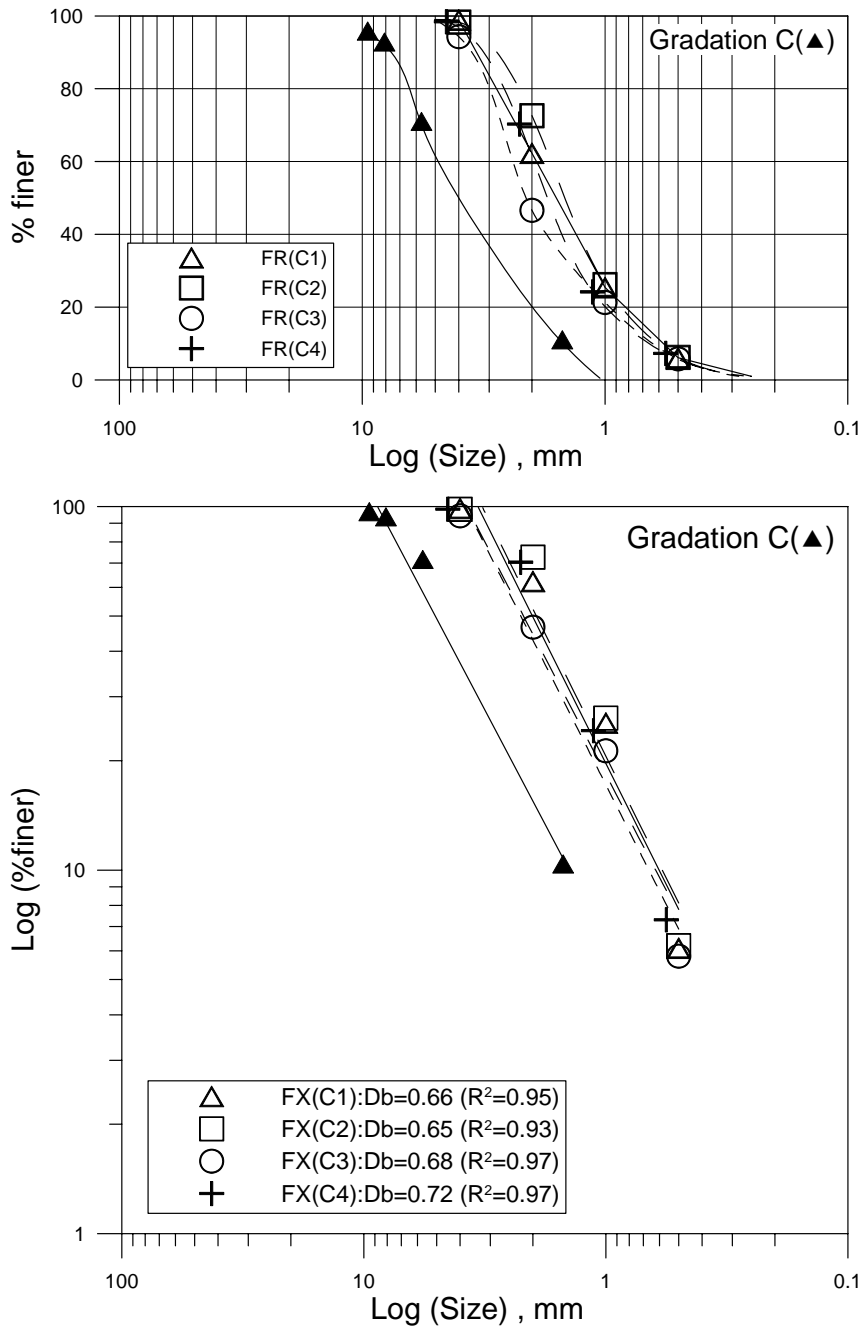 100
80
60
40
20
0
% finer
Gradation C(▲)
FR(C1)
FR(C2)
FR(C3)
FR(C4)
100
10
1
0.1
Log (Size) , mm
100
10
1
Log (%finer)
Gradation C(▲)
FX(C1):Db=0.66 (R²=0.95)
FX(C2):Db=0.65 (R²=0.93)
FX(C3):Db=0.68 (R²=0.97)
FX(C4):Db=0.72 (R²=0.97)
100
10
1
0.1
Log (Size) , mm